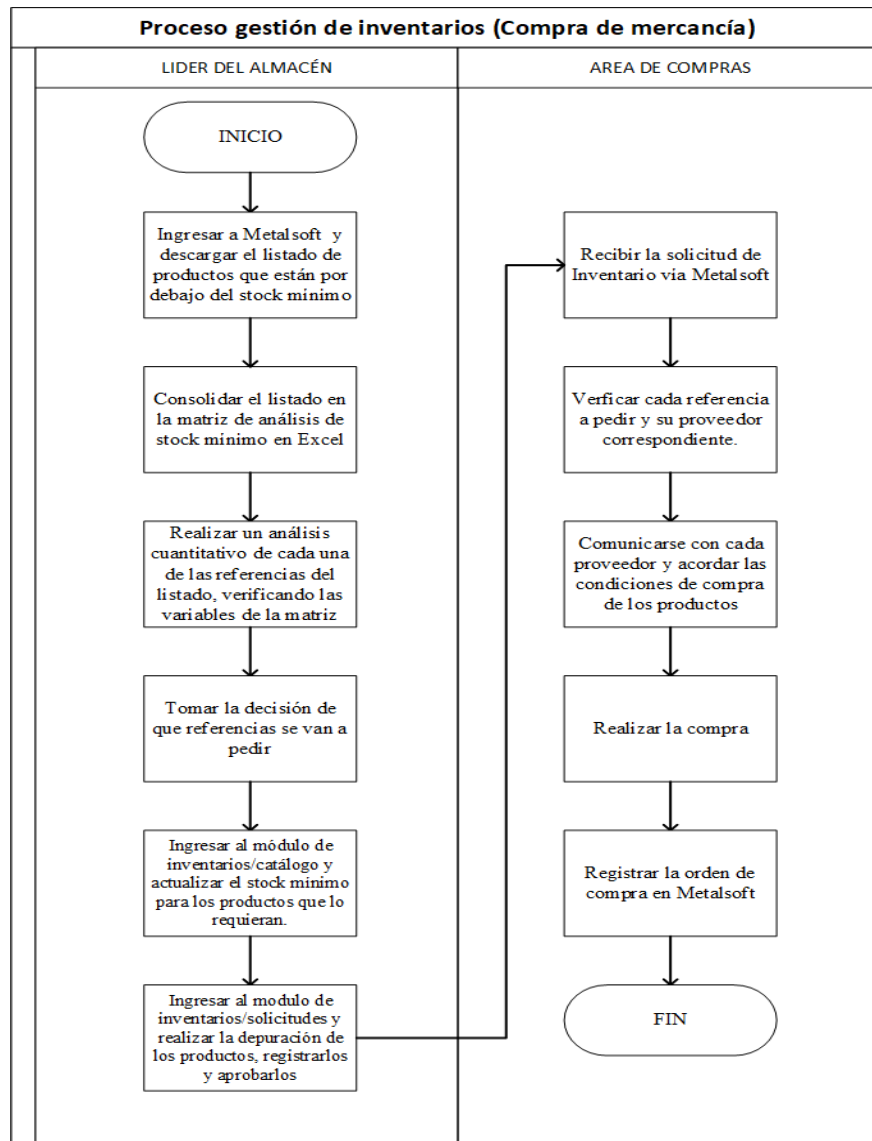 Proceso gestión de inventarios (Compra de mercancía)
LIDER DEL ALMACÉN
AREA DE COMPRAS
INICIO
Ingresar a Metalsoft y
descargar el listado de
productos que están por
debajo del stock mínimo
Consolidar el listado en
la matriz de análisis de
stock mínimo en Excel
Realizar un análisis
cuantitativo de cada una
de las referencias del
listado, verificando las
variables de la matriz
Tomar la decisión de
que referencias se van a
pedir
Ingresar al módulo de
inventarios/catálogo y
actualizar el stock mínimo
para los productos que lo
requieran.
Ingresar al modulo de
inventarios/solicitudes y
realizar la depuración de
los productos, registrarlos
y aprobarlos
Recibir la solicitud de
Inventario via Metalsoft
Verficar cada referencia
a pedir y su proveedor
correspondiente.
Comunicarse con cada
proveedor y acordar las
condiciones de compra
de los productos
Realizar la compra
Registrar la orden de
compra en Metalsoft
FIN